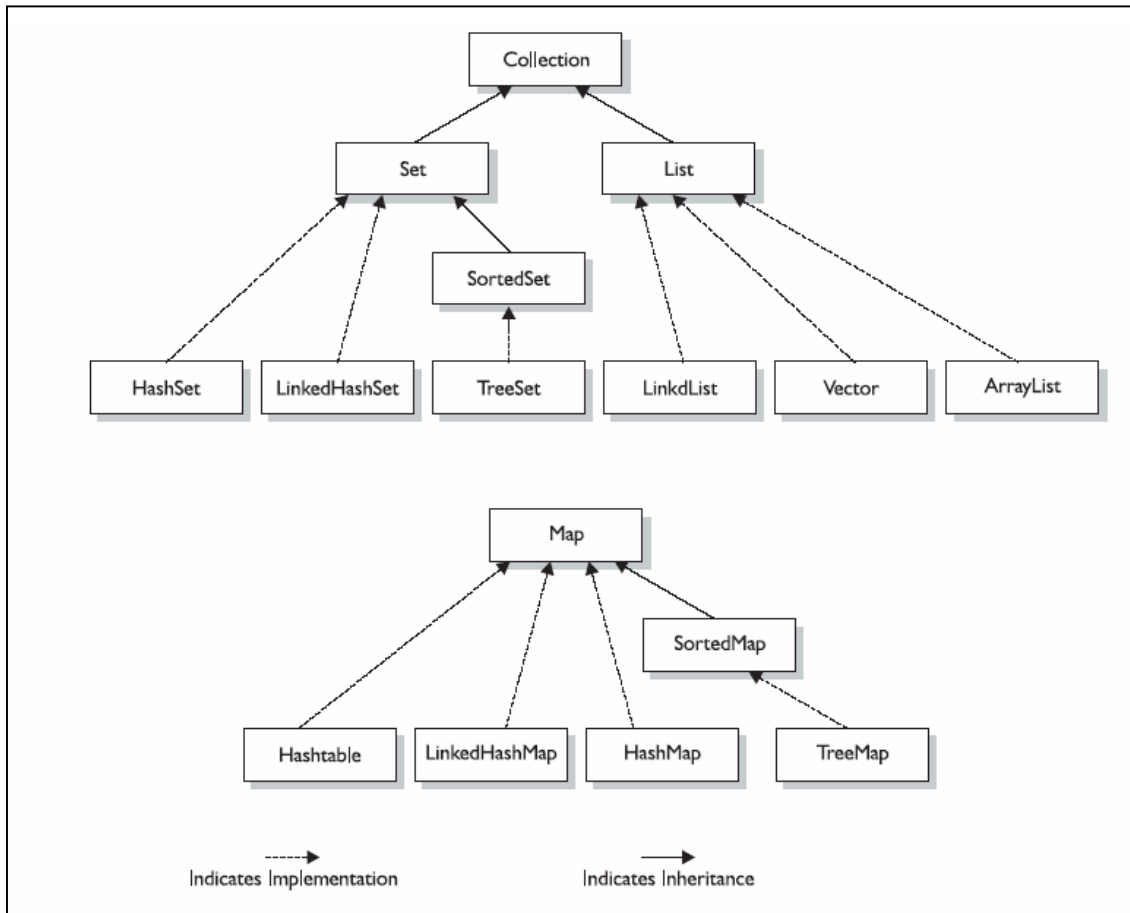 Collection
Set
List
SortedSet
HashSet
LinkedHashSet
TreeSet
LinkdList
Vector
ArrayList
Map
SortedMap
Hashtable
LinkedHashMap
HashMap
TreeMap
Indicates Implementation
Indicates Inheritance